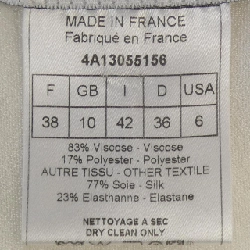 MADE IN FRANCE
Fabriqué en France
4A13055156
F GB I D USA
38 10 42 36 6
83% Viscose - Viscose
17% Polyester - Polyester
AUTRE TISSU - OTHER TEXTILE
77% Soie - Silk
23% Elasthanne - Elastane
NETTOYAGE A SEC
DRY CLEAN ONLY